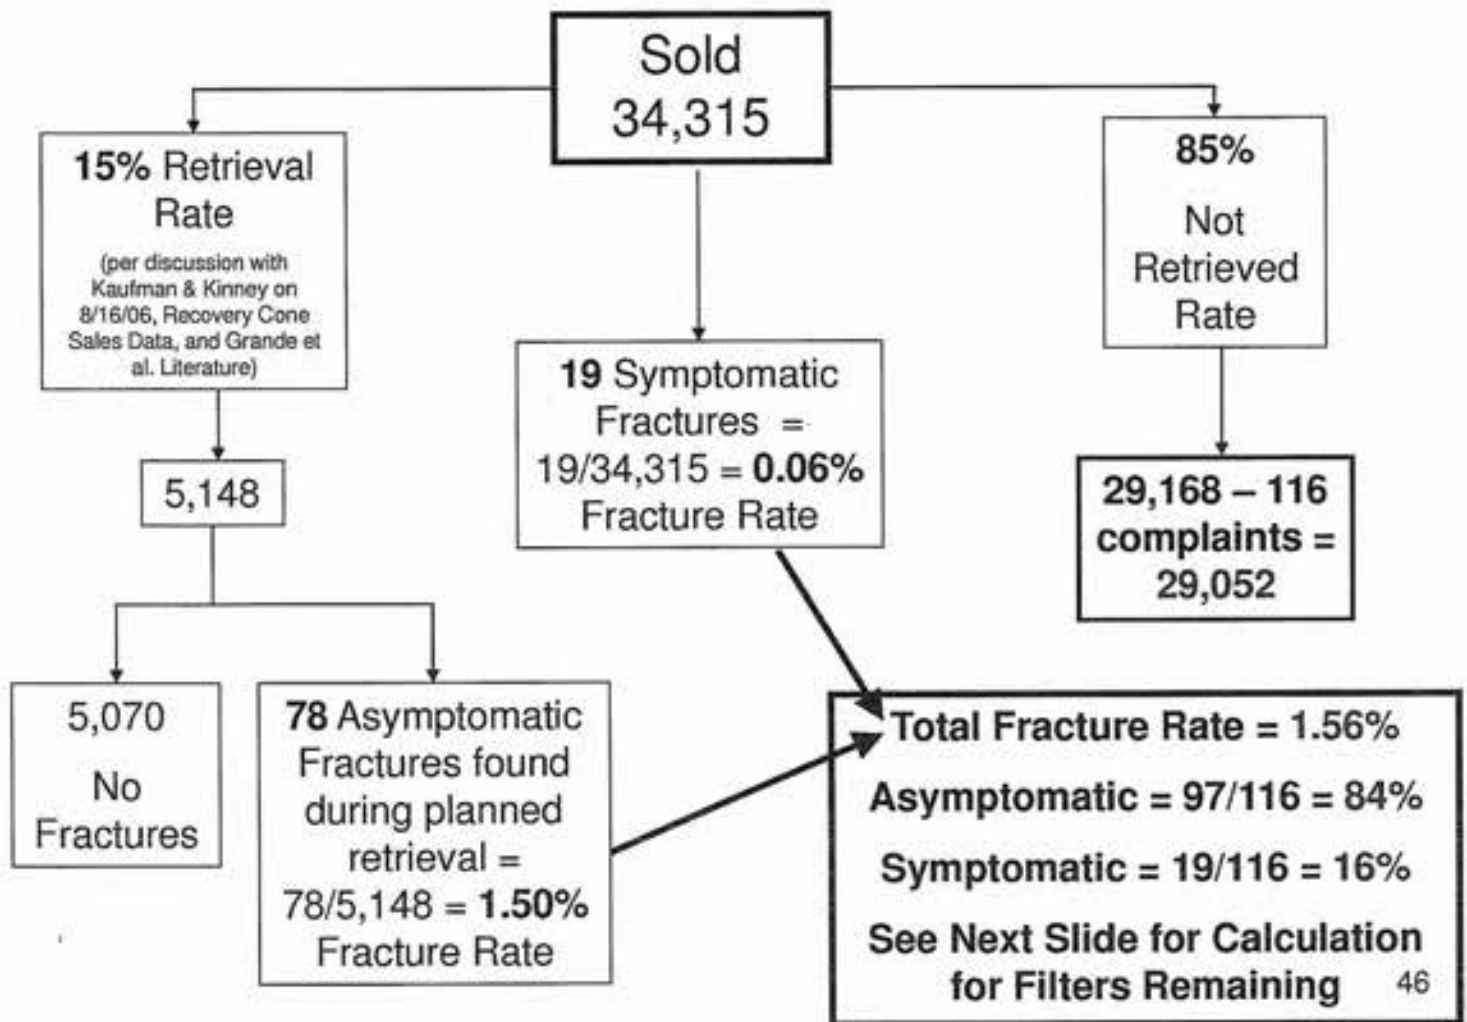 Sold
34,315
15% Retrieval
Rate
(per discussion with
Kaufman & Kinney on
8/16/06, Recovery Cone
Sales Data, and Grande et
al. Literature)
5,148
5,070
No
Fractures
78 Asymptomatic
Fractures found
during planned
retrieval =
78/5,148 = 1.50%
Fracture Rate
19 Symptomatic
Fractures =
19/34,315 = 0.06%
Fracture Rate
85%
Not
Retrieved
Rate
29,168 – 116
complaints =
29,052
Total Fracture Rate = 1.56%
Asymptomatic = 97/116 = 84%
Symptomatic = 19/116 = 16%
See Next Slide for Calculation
for Filters Remaining
46